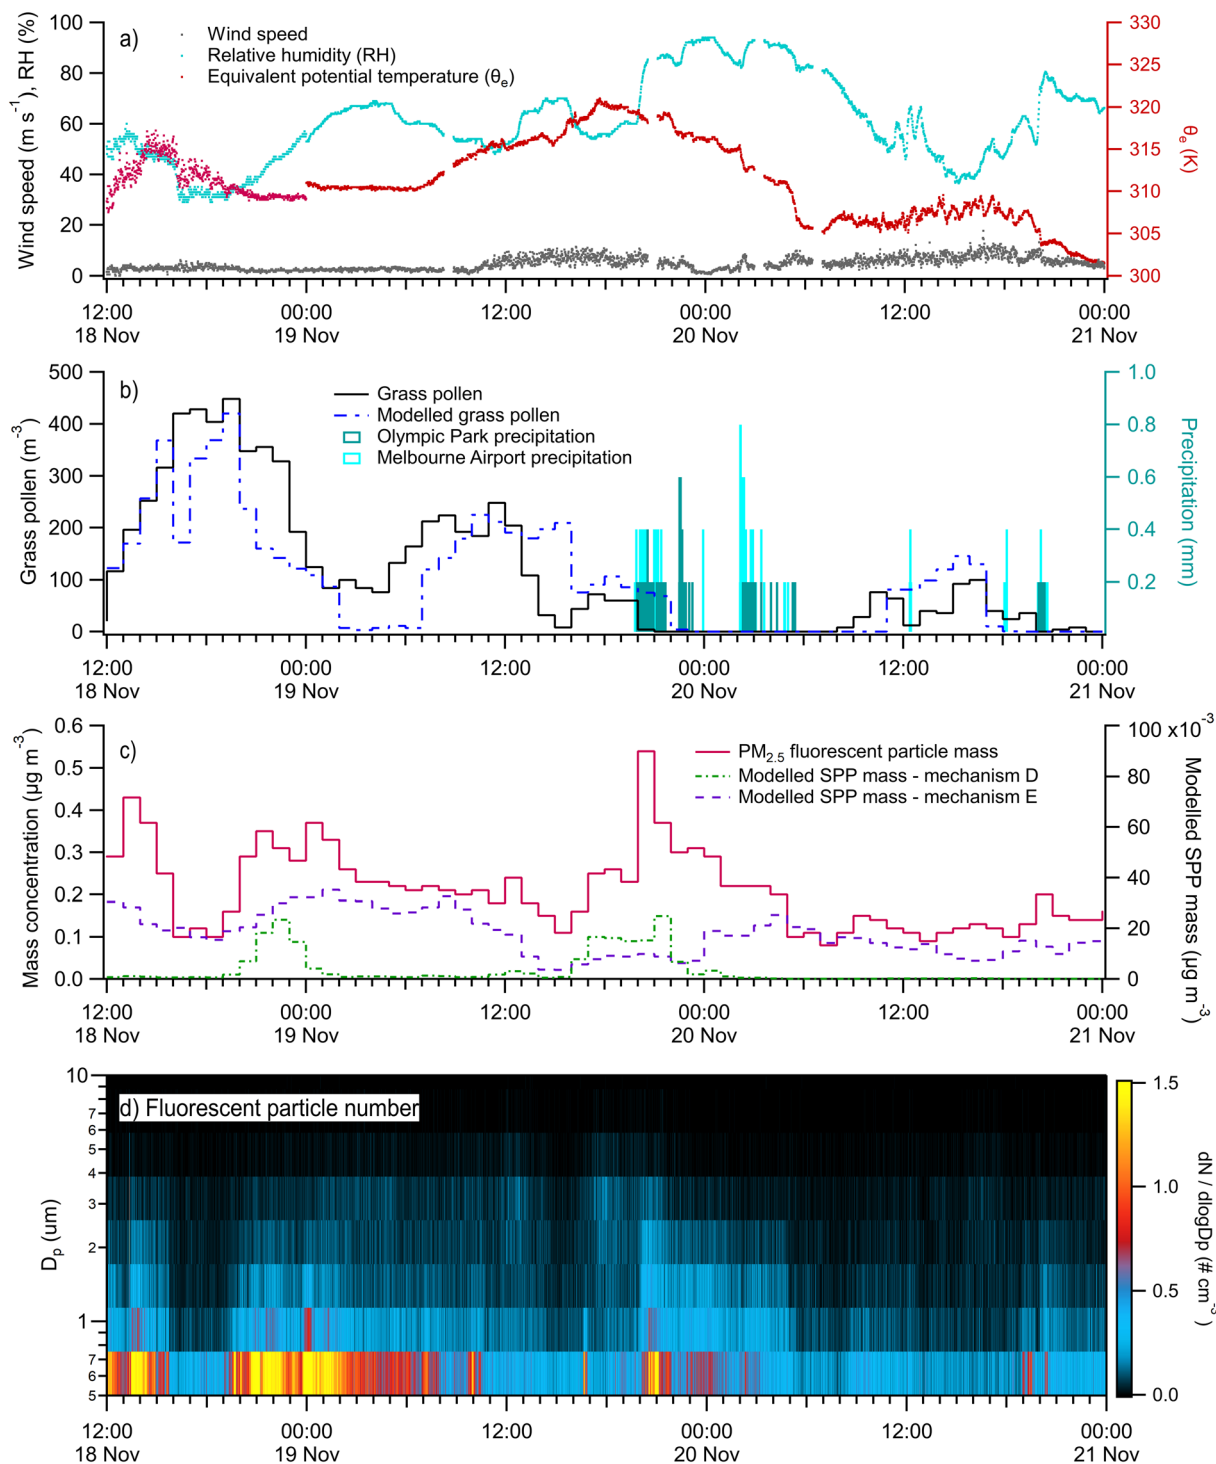 Wind speed (m s⁻¹), RH (%)
100
80
60
40
20
0
a)
Wind speed
Relative humidity (RH)
Equivalent potential temperature (θₑ)
330
325
320
315
310
305
300
θₑ (K)
12:00
18 Nov
00:00
19 Nov
12:00
00:00
20 Nov
12:00
00:00
21 Nov
Grass pollen (m⁻³)
500
400
300
200
100
0
b)
Grass pollen
Modelled grass pollen
Olympic Park precipitation
Melbourne Airport precipitation
1.0
0.8
0.6
0.4
0.2
Precipitation (mm)
12:00
18 Nov
00:00
19 Nov
12:00
00:00
20 Nov
12:00
00:00
21 Nov
Mass concentration (µg m⁻³)
0.6
0.5
0.4
0.3
0.2
0.1
0.0
c)
PM₂.₅ fluorescent particle mass
Modelled SPP mass - mechanism D
Modelled SPP mass - mechanism E
100 x10⁻³
80
60
40
20
0
Modelled SPP mass (µg m⁻³)
12:00
18 Nov
00:00
19 Nov
12:00
00:00
20 Nov
12:00
00:00
21 Nov
Dₚ (um)
10
7
6
5
4
3
2
1
7
6
5
d) Fluorescent particle number
1.5
1.0
0.5
0.0
dN / dlogDp (# cm⁻³)
12:00
18 Nov
00:00
19 Nov
12:00
00:00
20 Nov
12:00
00:00
21 Nov